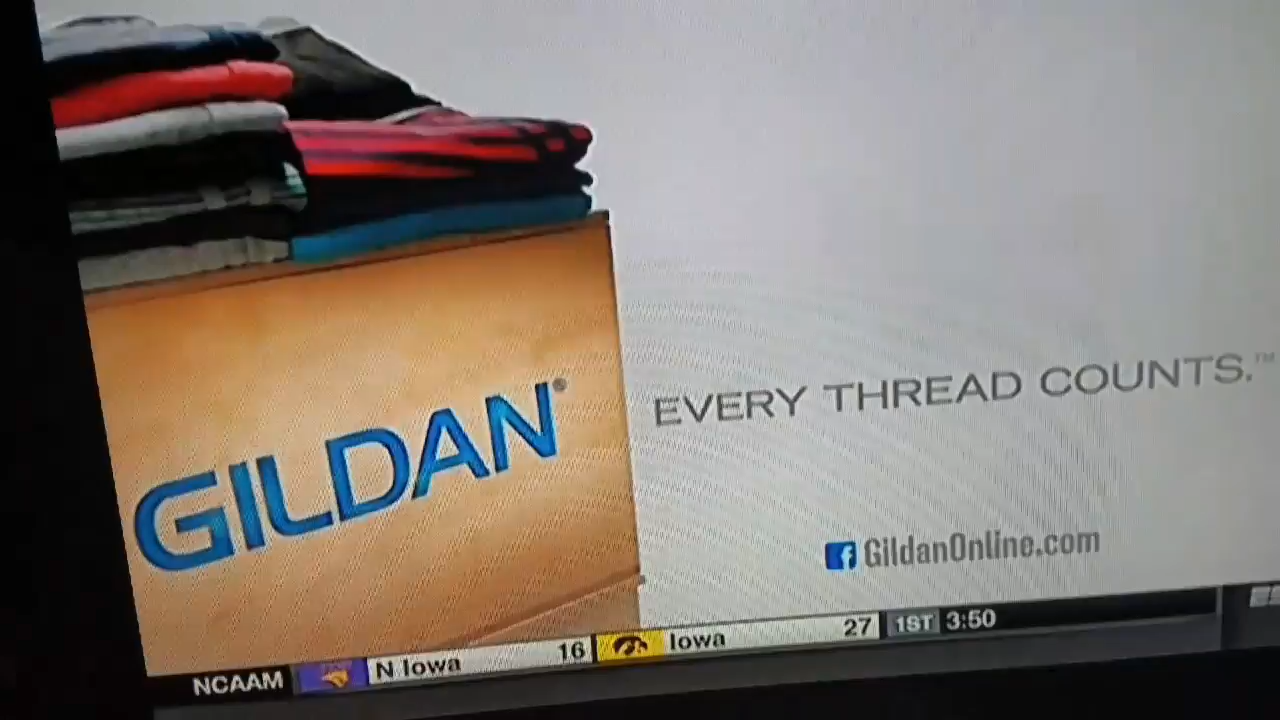 GILDAN®
EVERY THREAD COUNTS.™
f GildanOnline.com
NCAAM N Iowa 16 Iowa 27 1ST 3:50